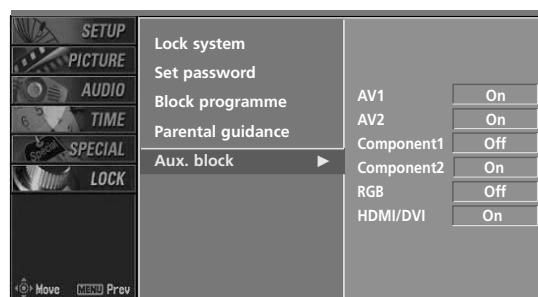 SETUP
PICTURE
AUDIO
TIME
SPECIAL
LOCK
Move MENU Prev
Lock system
Set password
Block programme
Parental guidance
Aux. block ►
AV1 On
AV2 On
Component1 Off
Component2 On
RGB Off
HDMI/DVI On